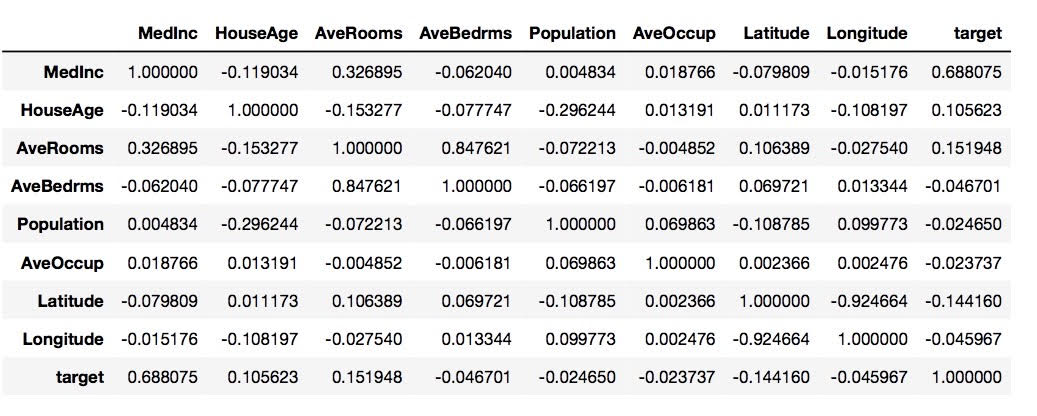 MedInc HouseAge AveRooms AveBedrms Population AveOccup Latitude Longitude target
MedInc 1.000000 -0.119034 0.326895 -0.062040 0.004834 0.018766 -0.079809 -0.015176 0.688075
HouseAge -0.119034 1.000000 -0.153277 -0.077747 -0.296244 0.013191 0.011173 -0.108197 0.105623
AveRooms 0.326895 -0.153277 1.000000 0.847621 -0.072213 -0.004852 0.106389 -0.027540 0.151948
AveBedrms -0.062040 -0.077747 0.847621 1.000000 -0.066197 -0.006181 0.069721 0.013344 -0.046701
Population 0.004834 -0.296244 -0.072213 -0.066197 1.000000 0.069863 -0.108785 0.099773 -0.024650
AveOccup 0.018766 0.013191 -0.004852 -0.006181 0.069863 1.000000 0.002366 0.002476 -0.023737
Latitude -0.079809 0.011173 0.106389 0.069721 -0.108785 0.002366 1.000000 -0.924664 -0.144160
Longitude -0.015176 -0.108197 -0.027540 0.013344 0.099773 0.002476 -0.924664 1.000000 -0.045967
target 0.688075 0.105623 0.151948 -0.046701 -0.024650 -0.023737 -0.144160 -0.045967 1.000000